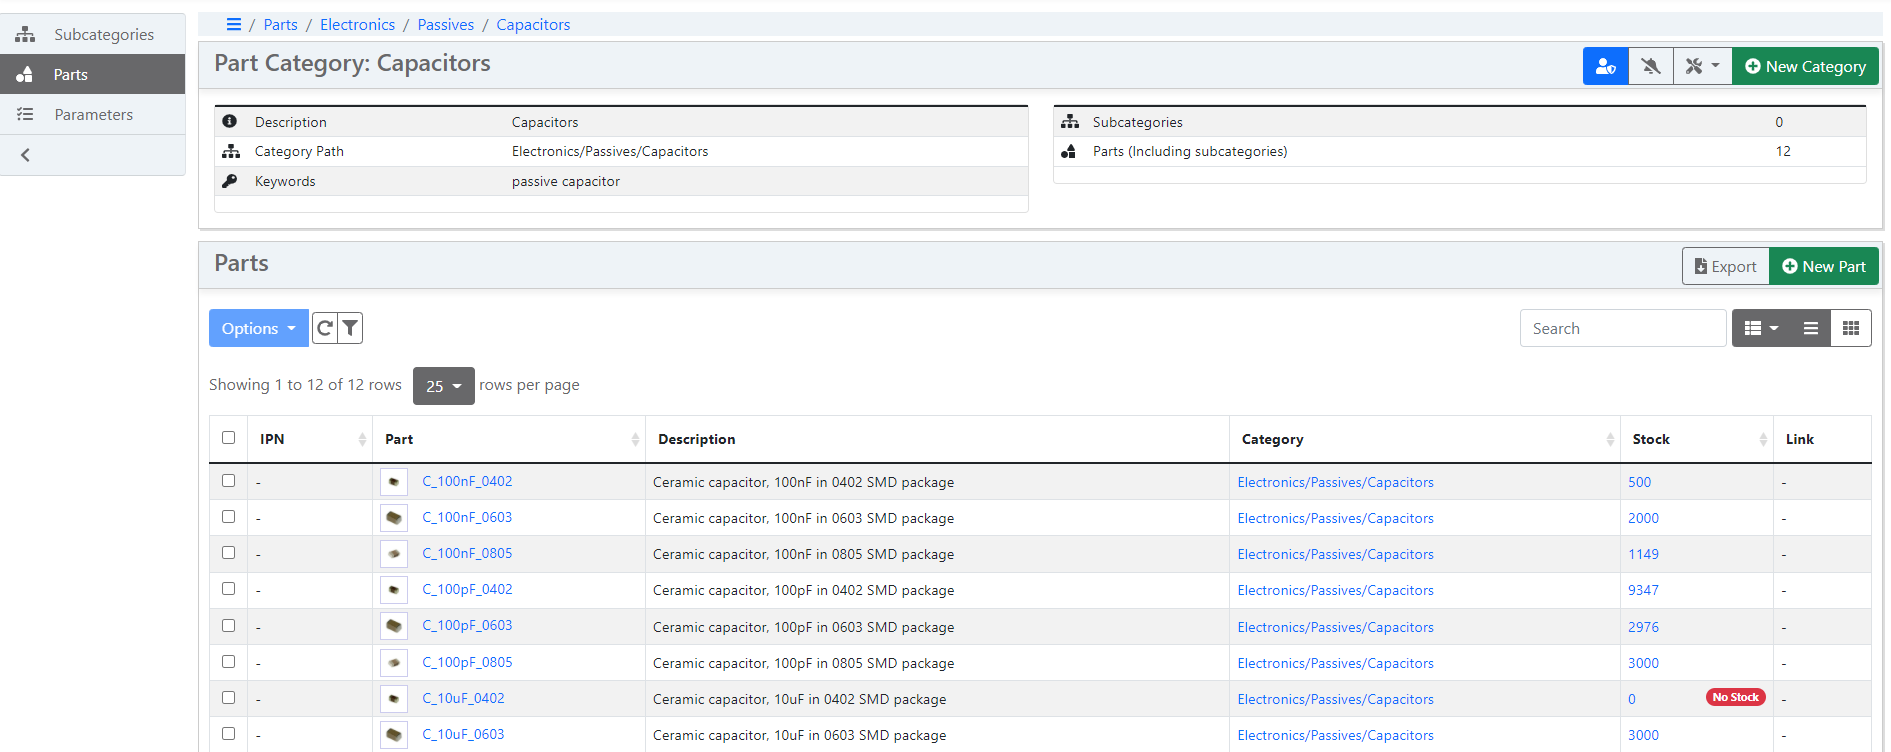 Subcategories
Parts
Parameters
/ Parts / Electronics / Passives / Capacitors
Part Category: Capacitors
New Category
Description Capacitors
Category Path Electronics/Passives/Capacitors
Keywords passive capacitor
Subcategories 0
Parts (Including subcategories) 12
Parts
Export
New Part
Options
Search
Showing 1 to 12 of 12 rows 25 rows per page
IPN Part Description Category Stock Link
- C_100nF_0402 Ceramic capacitor, 100nF in 0402 SMD package Electronics/Passives/Capacitors 500 -
- C_100nF_0603 Ceramic capacitor, 100nF in 0603 SMD package Electronics/Passives/Capacitors 2000 -
- C_100nF_0805 Ceramic capacitor, 100nF in 0805 SMD package Electronics/Passives/Capacitors 1149 -
- C_100pF_0402 Ceramic capacitor, 100pF in 0402 SMD package Electronics/Passives/Capacitors 9347 -
- C_100pF_0603 Ceramic capacitor, 100pF in 0603 SMD package Electronics/Passives/Capacitors 2976 -
- C_100pF_0805 Ceramic capacitor, 100pF in 0805 SMD package Electronics/Passives/Capacitors 3000 -
- C_10uF_0402 Ceramic capacitor, 10uF in 0402 SMD package Electronics/Passives/Capacitors 0 No Stock -
- C_10uF_0603 Ceramic capacitor, 10uF in 0603 SMD package Electronics/Passives/Capacitors 3000 -